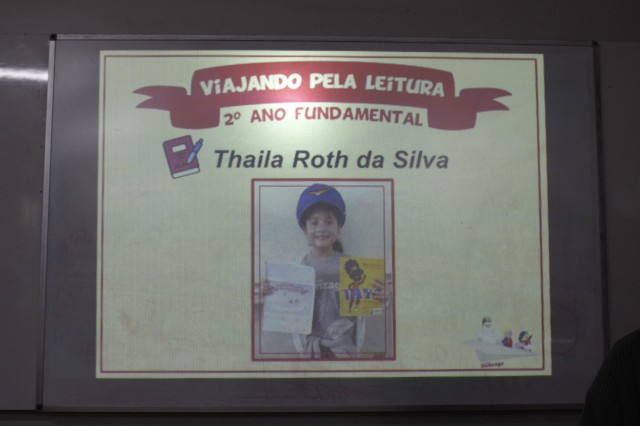 VIAJANDO PELA LEITURA
2º ANO FUNDAMENTAL
Thaila Roth da Silva